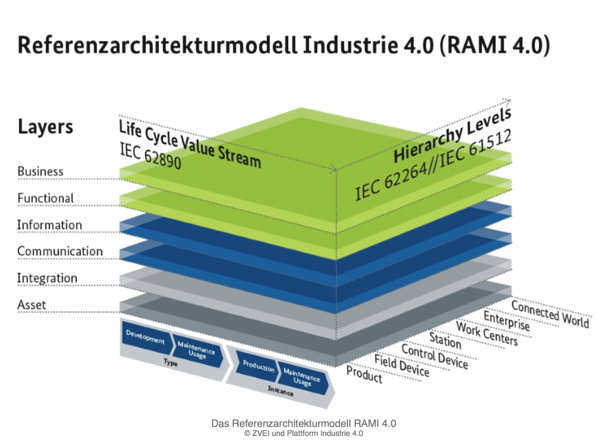 Referenzarchitekturmodell Industrie 4.0 (RAMI 4.0)
Layers
Life Cycle Value Stream
IEC 62890
Hierarchy Levels
IEC 62264//IEC 61512
Business
Functional
Information
Communication
Integration
Asset
Connected World
Enterprise
Work Centers
Station
Control Device
Field Device
Product
Development
Maintenance
Usage
Type
Production
Maintenance
Usage
Instance
Das Referenzarchitekturmodell RAMI 4.0
© ZVEI und Plattform Industrie 4.0